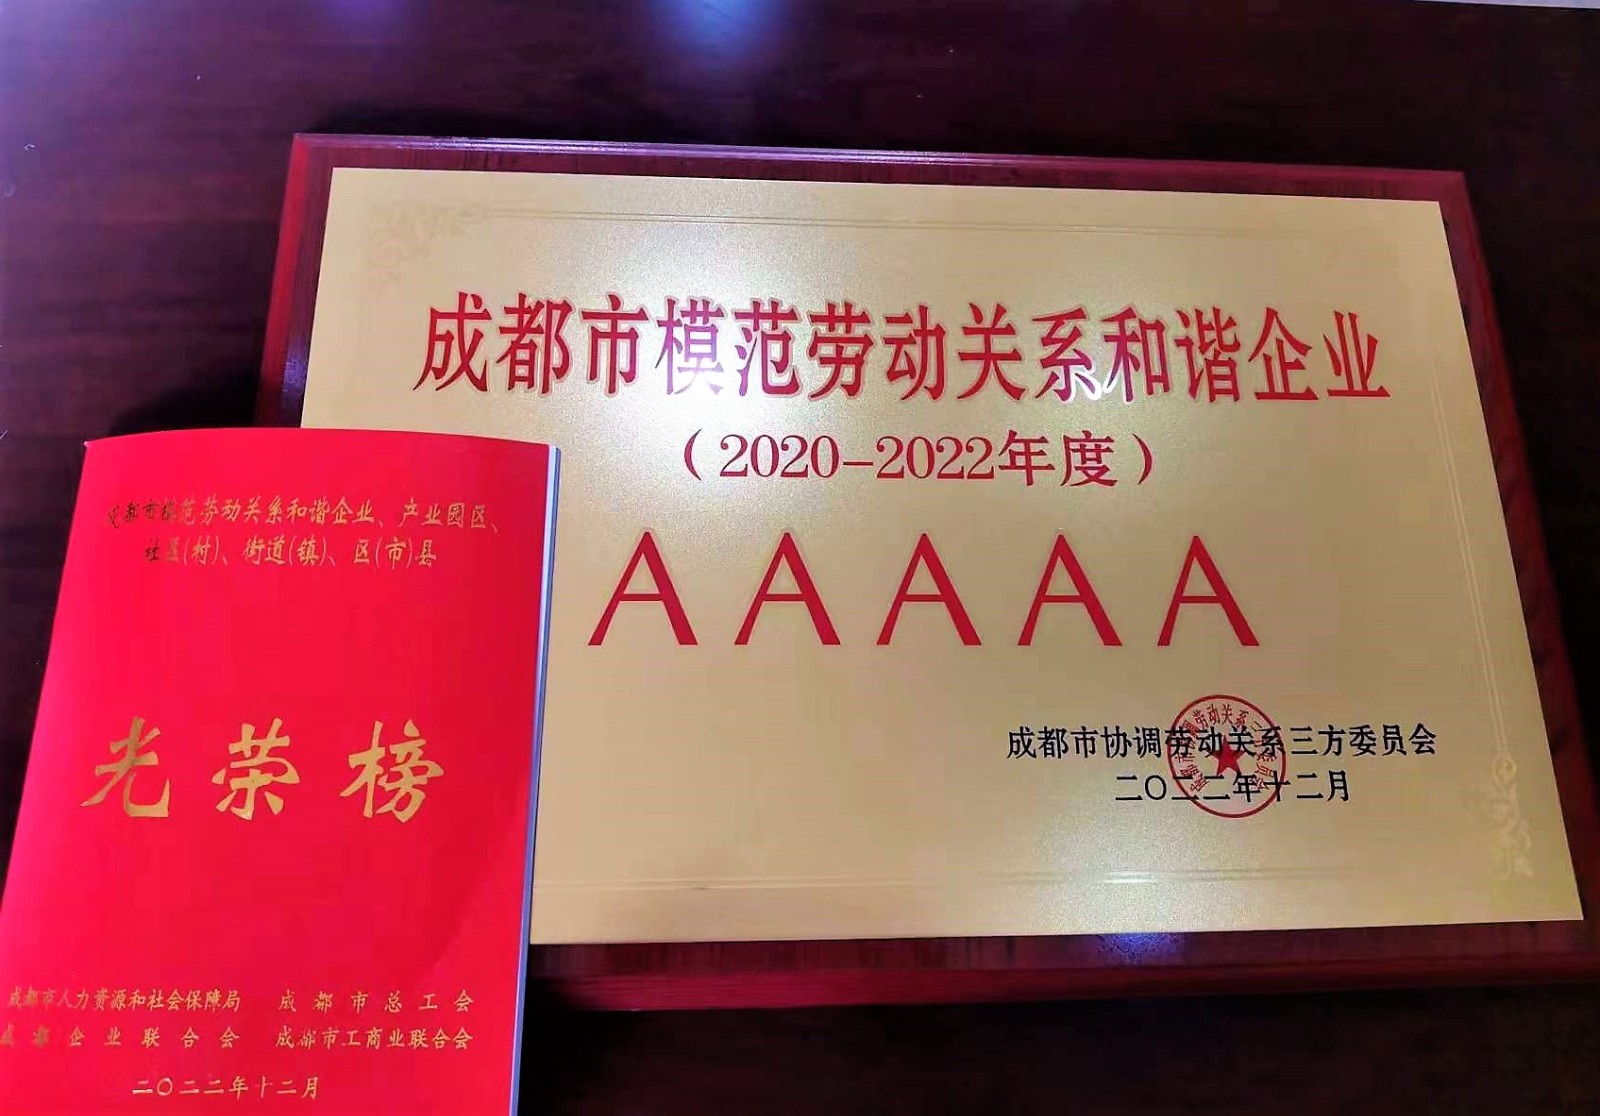 成都市模范劳动关系和谐企业
（2020-2022年度）
AAAAA
成都市协调劳动关系三方委员会
二〇二二年十二月
成都市模范劳动关系和谐企业、产业园区、
社区(村)、街道(镇)、区(市)县
光荣榜
成都市人力资源和社会保障局 成都市总工会
成都企业联合会 成都市工商业联合会
二〇二二年十二月